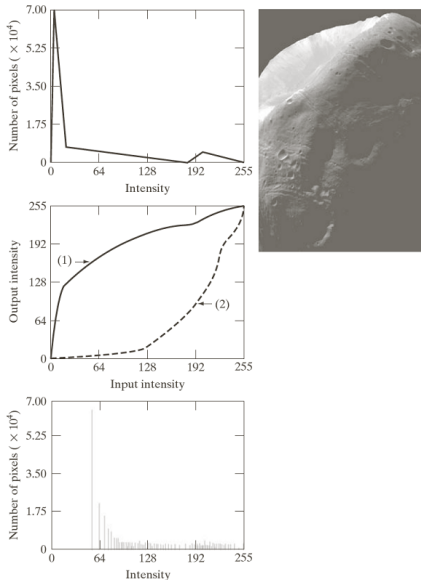 Number of pixels ( × 10⁴)
7.00
5.25
3.50
1.75
0
0 64 128 192 255
Intensity
Output intensity
255
192
128
64
0
(1)
(2)
0 64 128 192 255
Input intensity
Number of pixels ( × 10⁴)
7.00
5.25
3.50
1.75
0
0 64 128 192 255
Intensity